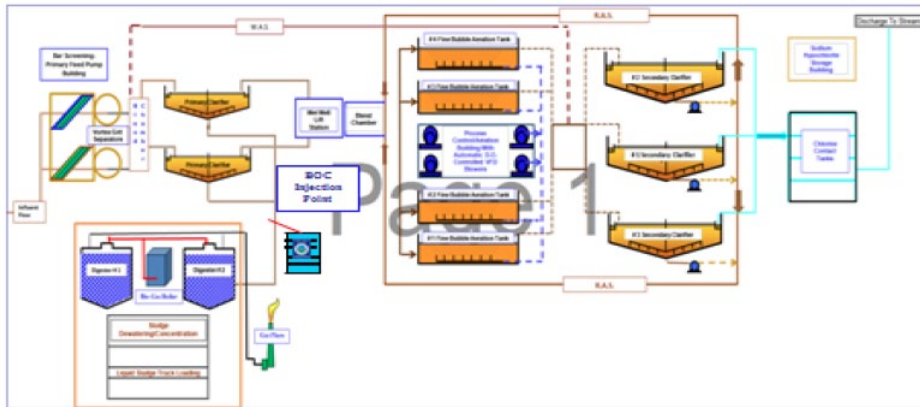 R.A.S.
W.A.S.
Discharge To Stream
Bar Screening
Primary Feed Pump
Building
#4 Fine Bubble Aeration Tank
Sodium
Hypochlorite
Storage
Building
Primary Clarifier
#2 Secondary Clarifier
Lift
Station
Blend
Chamber
#3 Fine Bubble Aeration Tank
Vortex Grit
Separators
Process
Control/Aeration
Building With
Automatic D.O.
Controlled VFD
Blowers
Chlorine
Contact
Tanks
Primary Clarifier
#1 Secondary Clarifier
BOC
Injection
Point
Page 1
Influent
Flow
#2 Fine Bubble Aeration Tank
#3 Secondary Clarifier
#1 Fine Bubble Aeration Tank
Digester #1
Digester #2
Bio Gas Boiler
R.A.S.
Sludge
Dewatering/Concentration
Gas Flare
Liquid Sludge Truck Loading